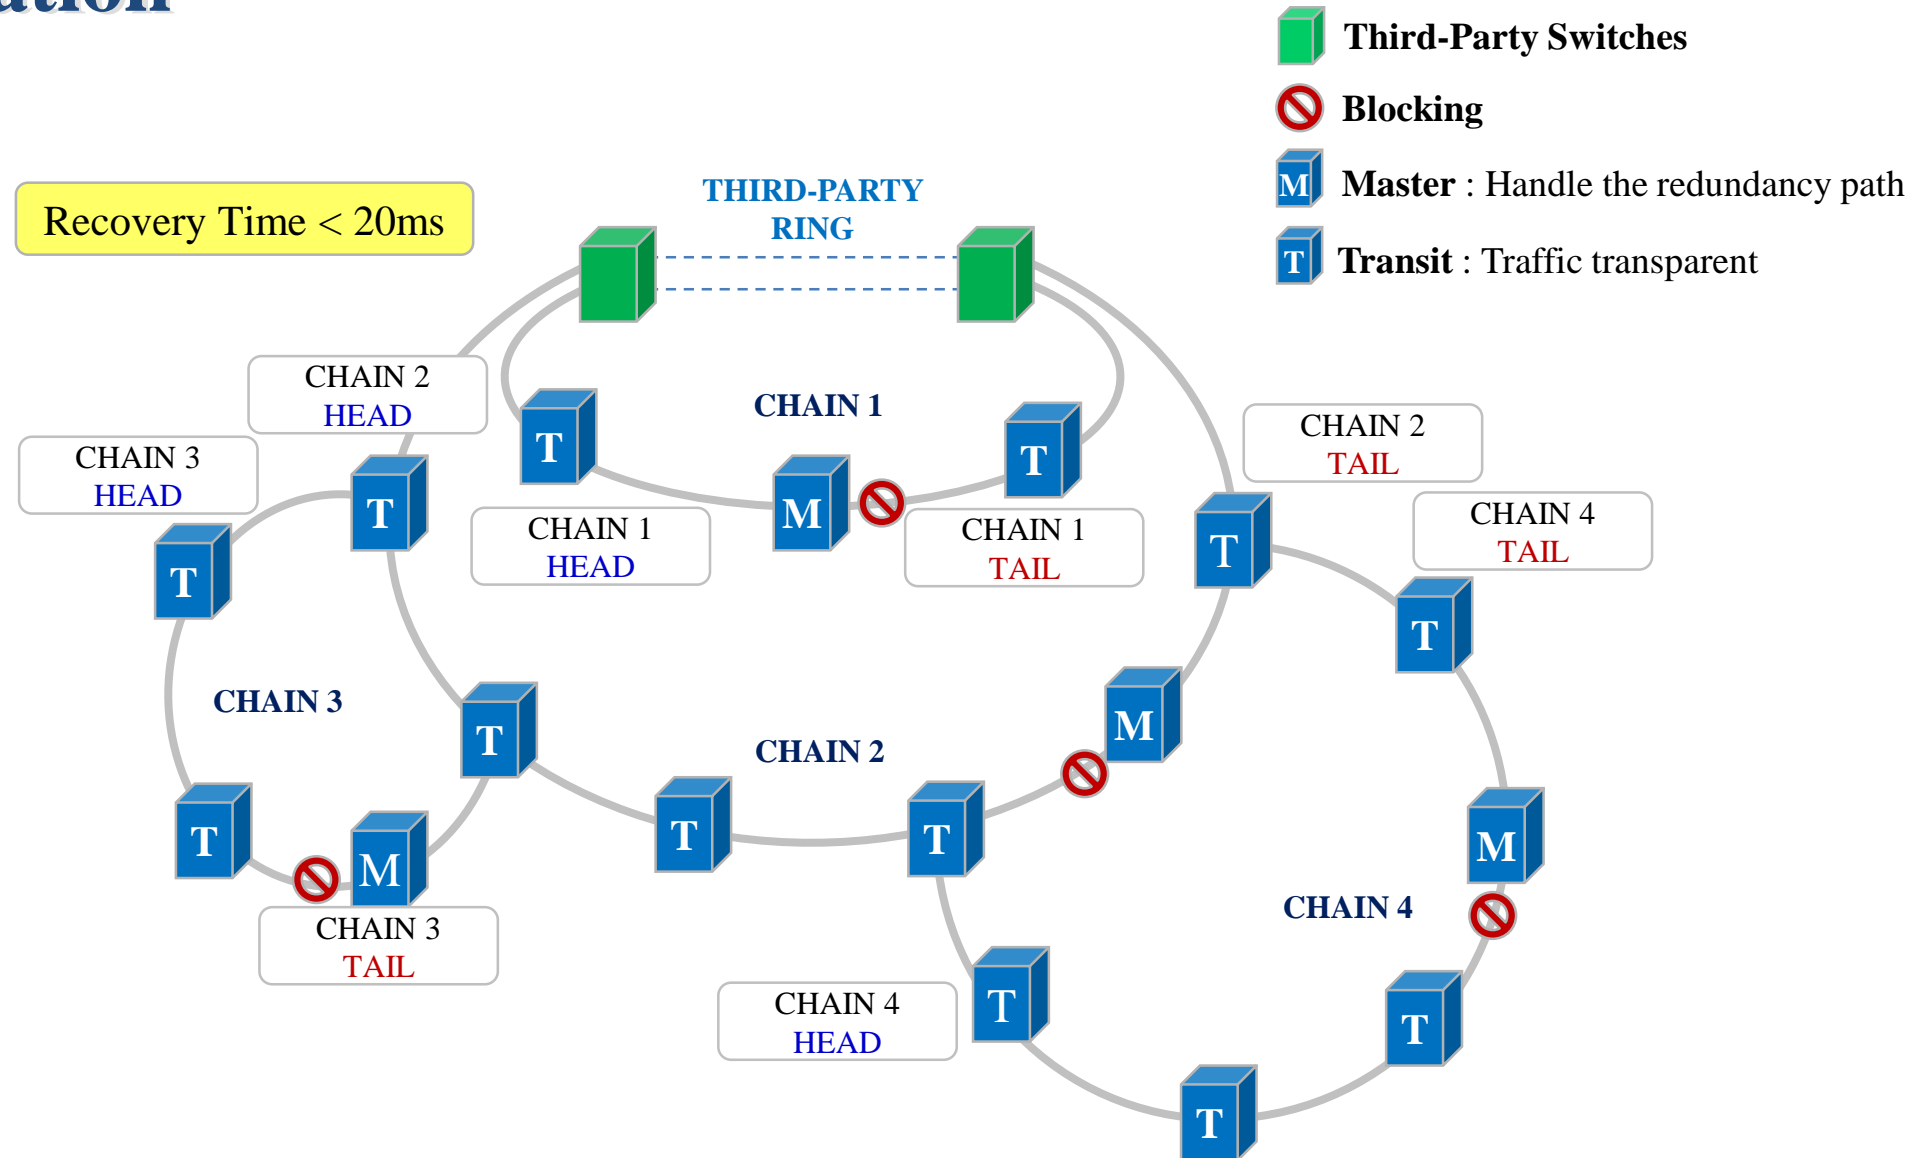 Third-Party Switches
Blocking
M
Master : Handle the redundancy path
T
Transit : Traffic transparent
Recovery Time < 20ms
THIRD-PARTY
RING
CHAIN 2
HEAD
CHAIN 1
T
T
M
CHAIN 2
TAIL
CHAIN 3
HEAD
T
CHAIN 1
HEAD
CHAIN 1
TAIL
CHAIN 4
TAIL
T
T
T
CHAIN 3
CHAIN 2
T
M
T
T
T
M
M
CHAIN 3
TAIL
CHAIN 4
CHAIN 4
HEAD
T
T
T